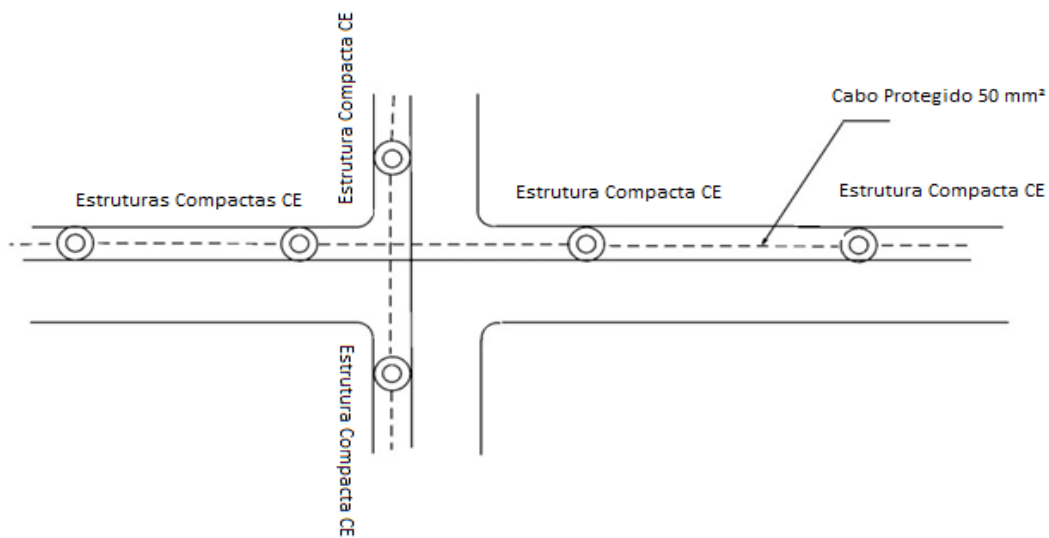 Estrutura Compacta CE
Cabo Protegido 50 mm²
Estruturas Compactas CE
Estrutura Compacta CE
Estrutura Compacta CE
Estrutura Compacta CE